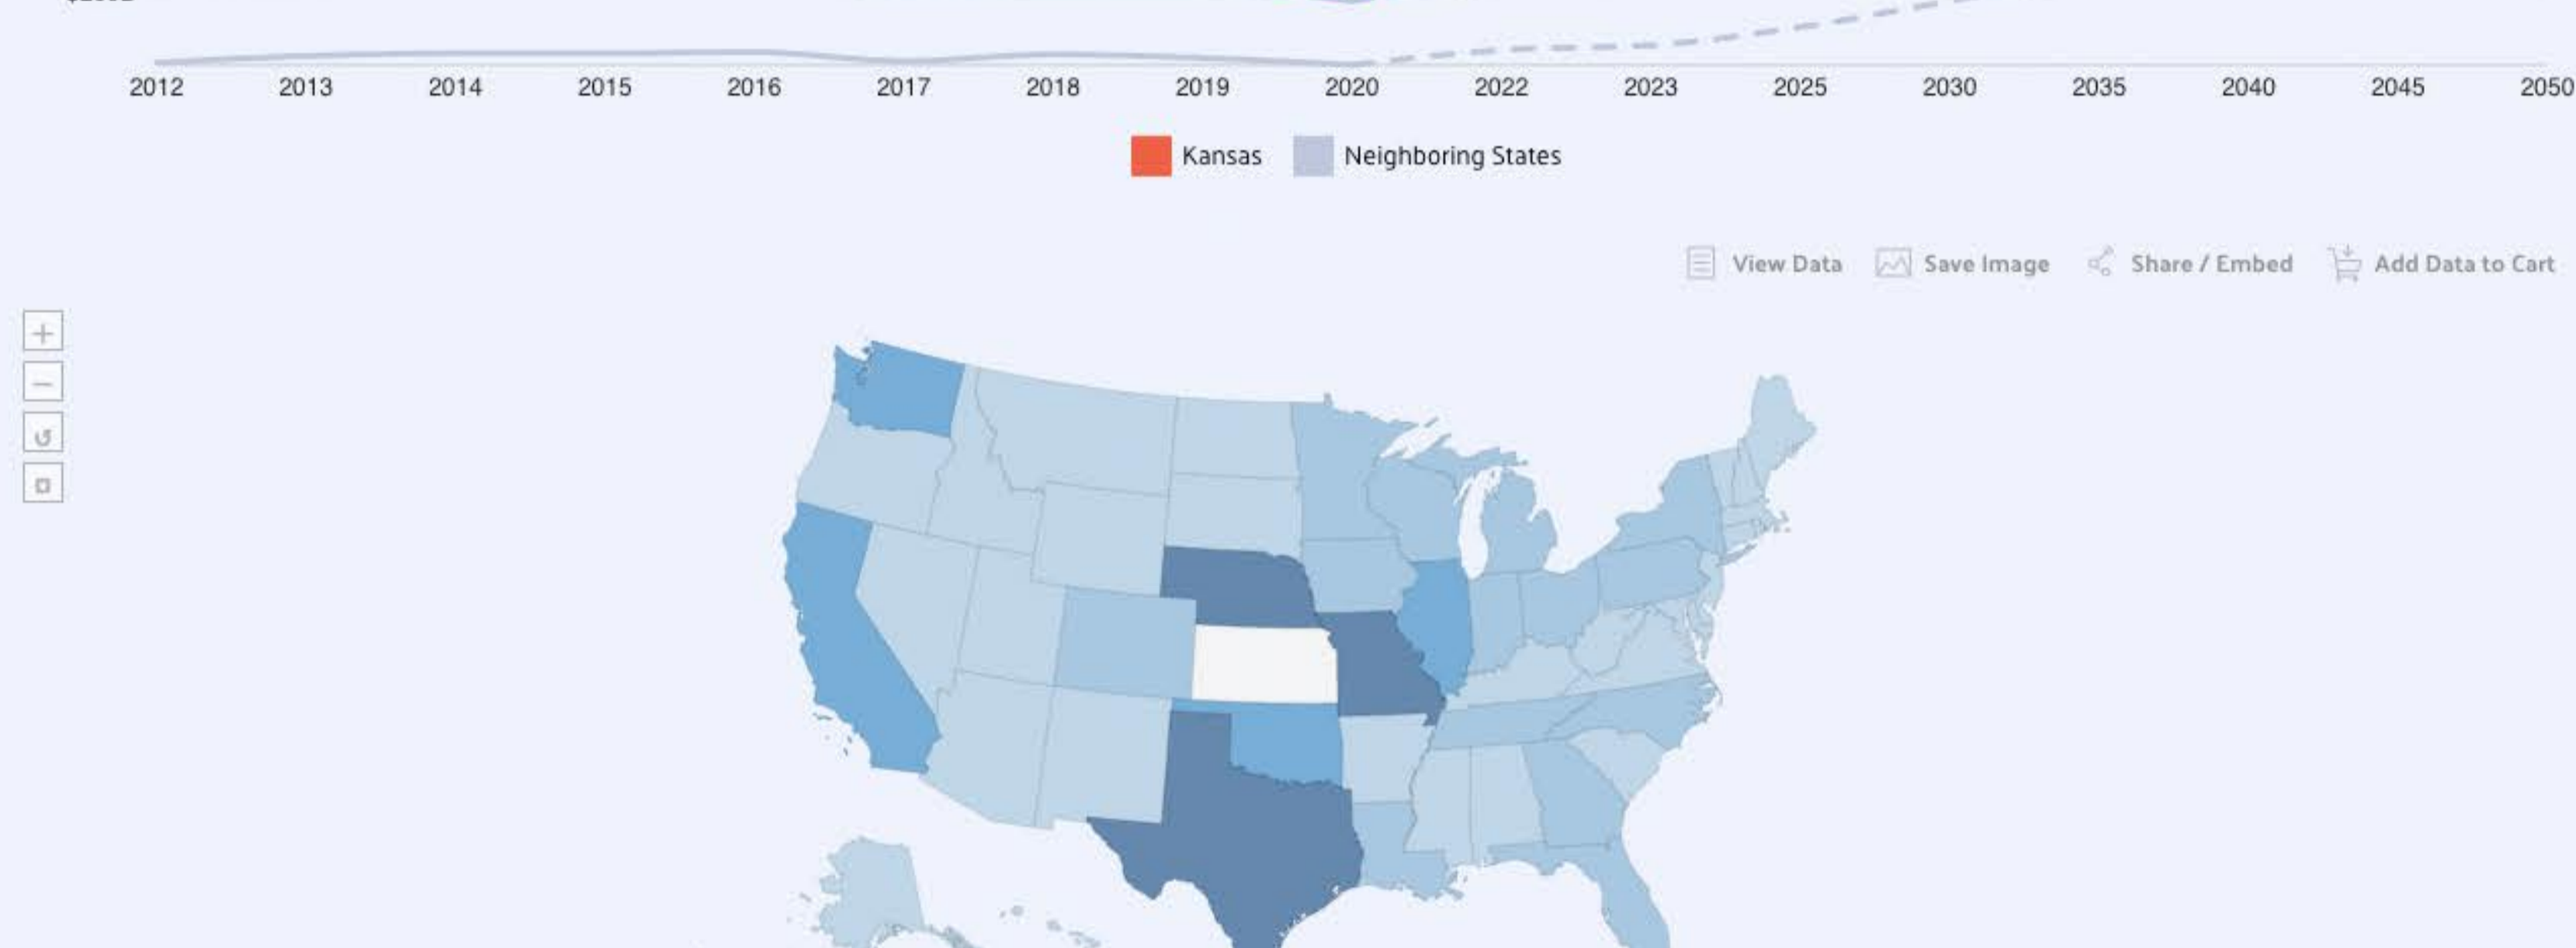 2012 2013 2014 2015 2016 2017 2018 2019 2020 2022 2023 2025 2030 2035 2040 2045 2050
Kansas Neighboring States
View Data Save Image Share / Embed Add Data to Cart
+
−